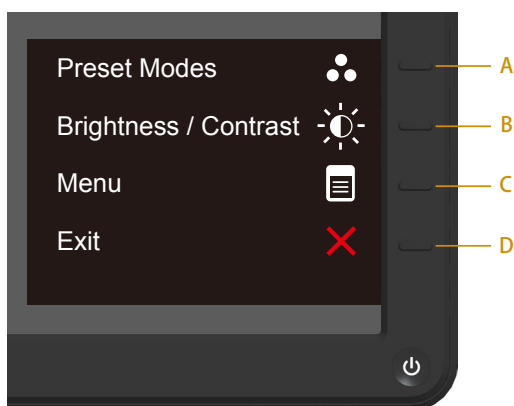 Preset Modes
A
Brightness / Contrast
B
Menu
C
Exit
D